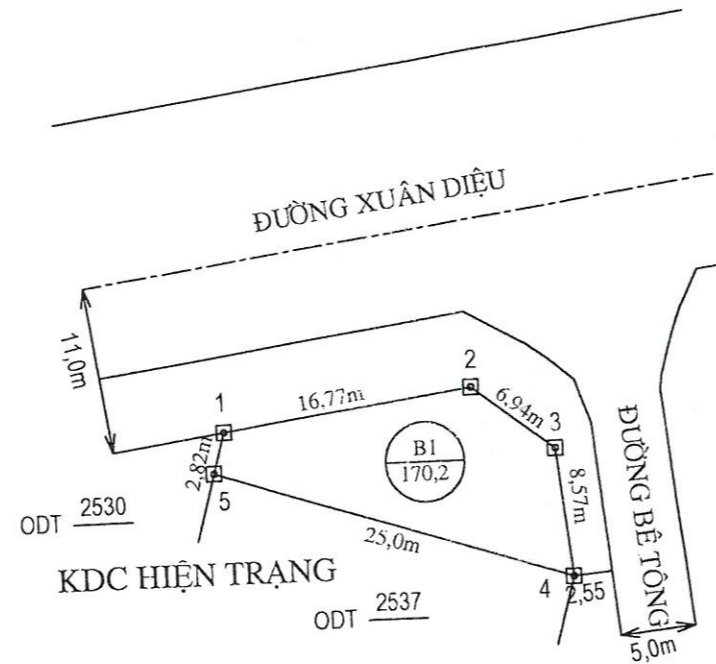 ĐƯỜNG XUÂN DIỆU
11,0m
1
16,77m
2
6,94m
3
2,82m
B1
170,2
8,57m
ĐƯỜNG BÊ TÔNG
5
ODT 2530
25,0m
KDC HIỆN TRẠNG
4
2,55
ODT 2537
5,0m